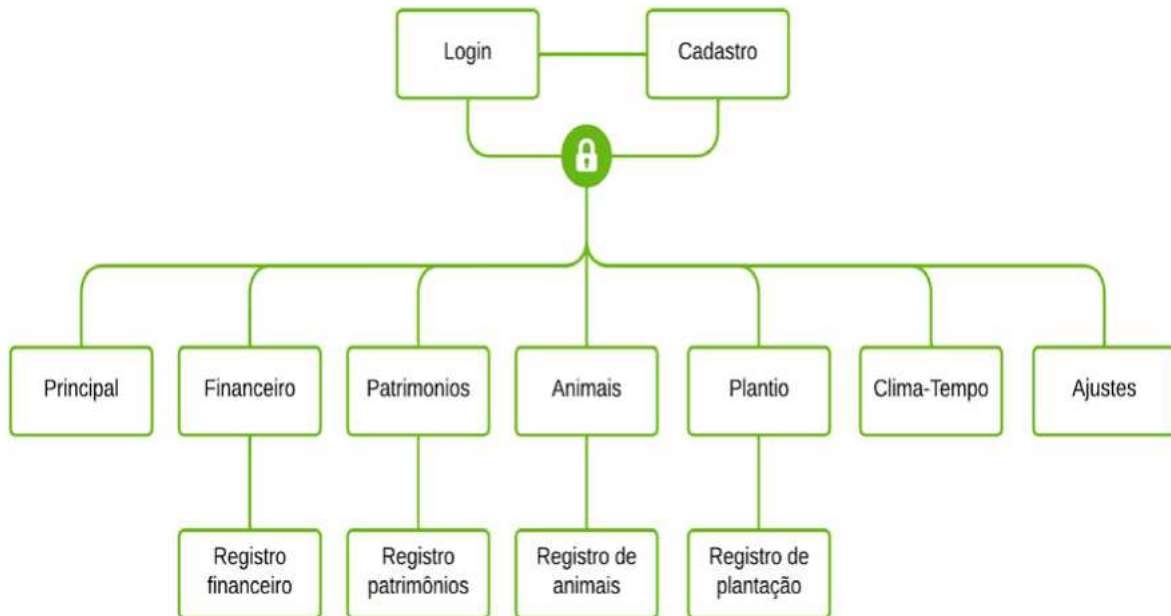 Login
Cadastro
Principal
Financeiro
Patrimonios
Animais
Plantio
Clima-Tempo
Ajustes
Registro
financeiro
Registro
patrimônios
Registro de
animais
Registro de
plantação